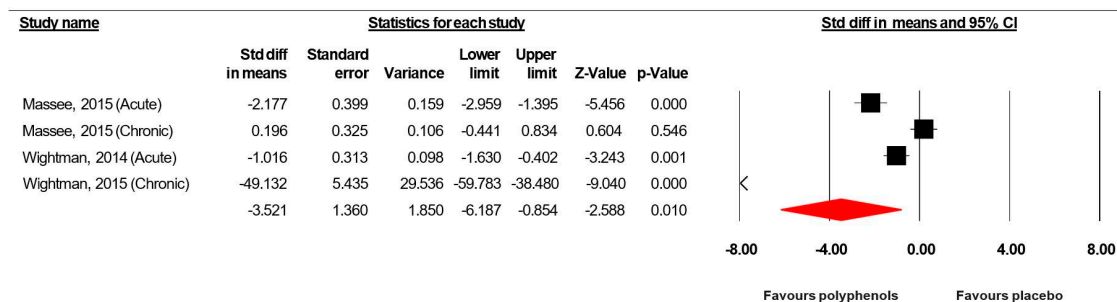 Study name Statistics for each study Std diff in means and 95% CI
Std diff Standard Lower Upper
in means error Variance limit limit Z-Value p-Value
Massee, 2015 (Acute) -2.177 0.399 0.159 -2.959 -1.395 -5.456 0.000
Massee, 2015 (Chronic) 0.196 0.325 0.106 -0.441 0.834 0.604 0.546
Wightman, 2014 (Acute) -1.016 0.313 0.098 -1.630 -0.402 -3.243 0.001
Wightman, 2015 (Chronic) -49.132 5.435 29.536 -59.783 -38.480 -9.040 0.000
-3.521 1.360 1.850 -6.187 -0.854 -2.588 0.010
-8.00 -4.00 0.00 4.00 8.00
Favours polyphenols Favours placebo